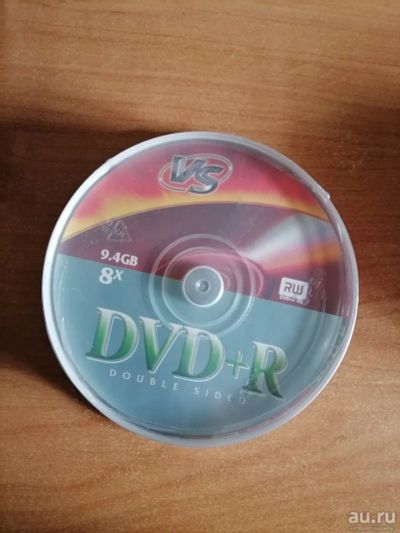 VS
9.4GB
8X
RW
DVD+R
DOUBLE SIDED
au.ru